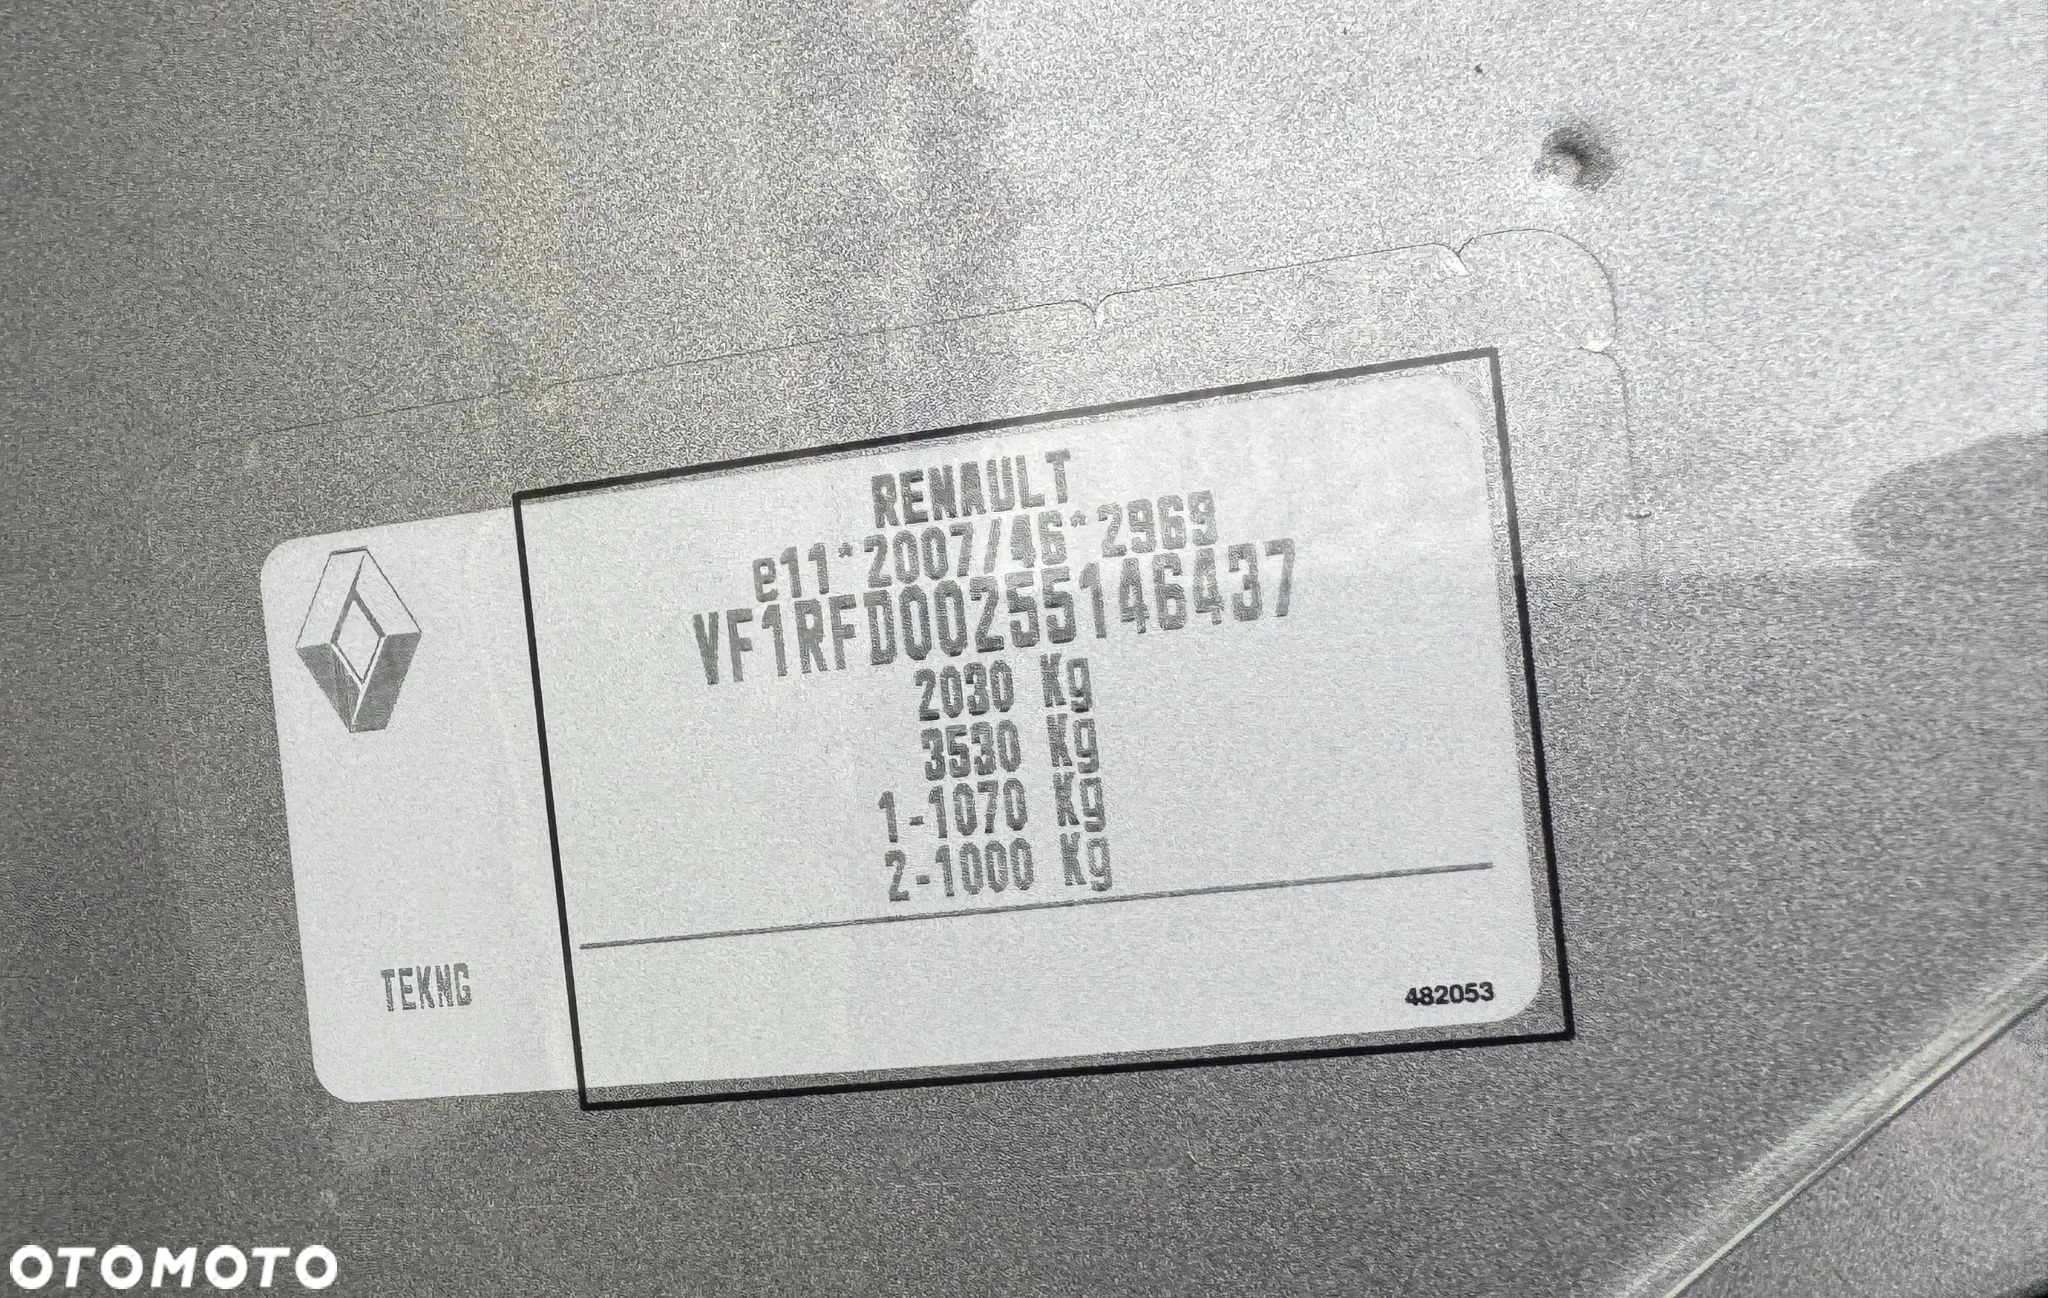 RENAULT
e11*2007/46*2969
VF1RFD00255146437
2030 Kg
3530 Kg
1-1070 Kg
2-1000 Kg
TEKNG
482053
OTOMOTO